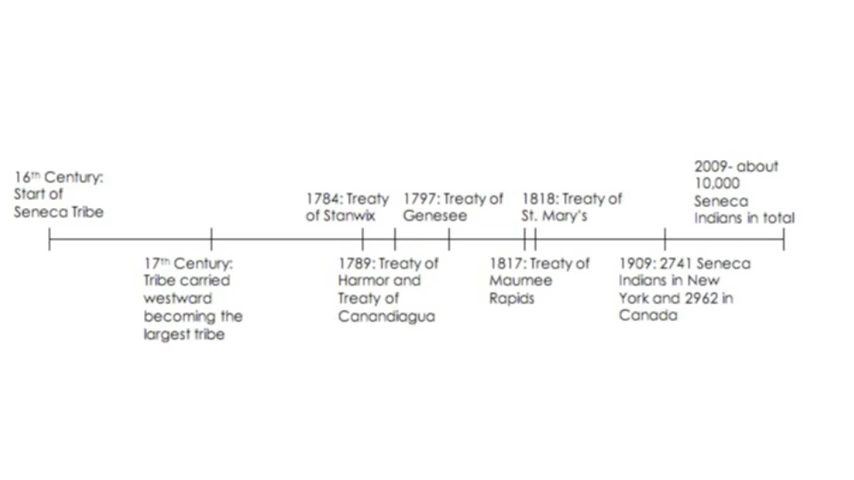 16th Century:
Start of
Seneca Tribe
17th Century:
Tribe carried
westward
becoming the
largest tribe
1784: Treaty
of Stanwix
1789: Treaty of
Harmor and
Treaty of
Canandiagua
1797: Treaty of
Genesee
1817: Treaty of
Maumee
Rapids
1818: Treaty of
St. Mary's
1909: 2741 Seneca
Indians in New
York and 2962 in
Canada
2009- about
10,000
Seneca
Indians in total